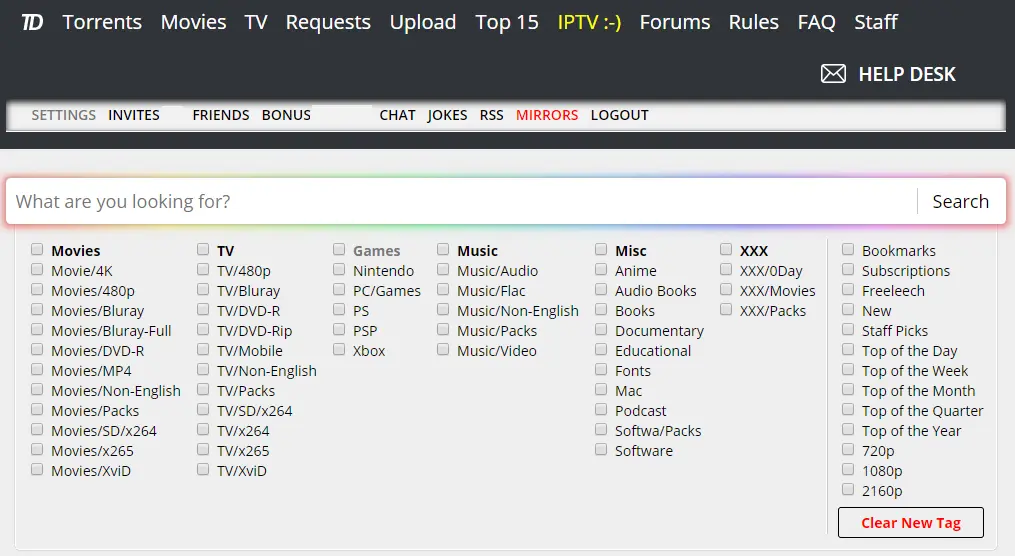 TD Torrents Movies TV Requests Upload Top 15 IPTV :-) Forums Rules FAQ Staff
HELP DESK
SETTINGS INVITES FRIENDS BONUS CHAT JOKES RSS MIRRORS LOGOUT
What are you looking for? Search
Movies TV Games Music Misc XXX Bookmarks
Movie/4K TV/480p Nintendo Music/Audio Anime XXX/0Day Subscriptions
Movies/480p TV/Bluray PC/Games Music/Flac Audio Books XXX/Movies Freeleech
Movies/Bluray TV/DVD-R PS Music/Non-English Books XXX/Packs New
Movies/Bluray-Full TV/DVD-Rip PSP Music/Packs Documentary Staff Picks
Movies/DVD-R TV/Mobile Xbox Music/Video Educational Top of the Day
Movies/MP4 TV/Non-English Fonts Top of the Week
Movies/Non-English TV/Packs Mac Top of the Month
Movies/Packs TV/SD/x264 Podcast Top of the Quarter
Movies/SD/x264 TV/x264 Softwa/Packs Top of the Year
Movies/x265 TV/x265 Software 720p
Movies/XviD TV/XviD 1080p
2160p
Clear New Tag